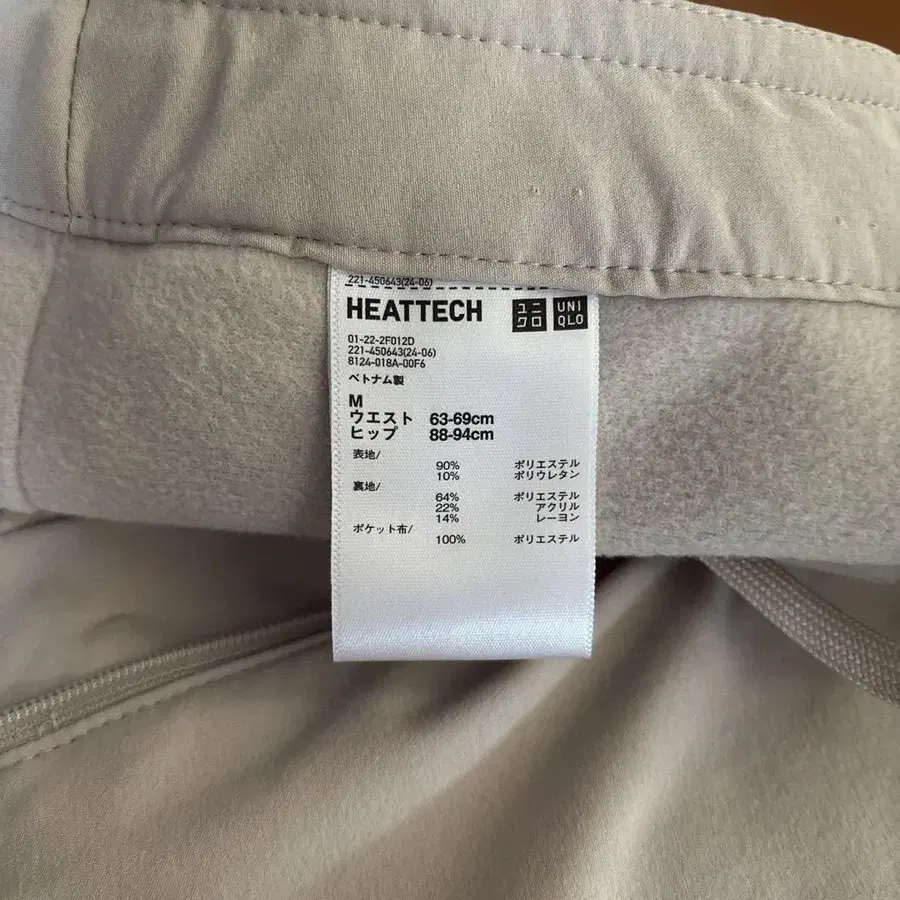 221-450643(24-06)
HEATTECH ユニクロ UNIQLO
01-22-2F012D
221-450643(24-06)
8124-018A-00F6
ベトナム製
M
ウエスト 63-69cm
ヒップ 88-94cm
表地/
90% ポリエステル
10% ポリウレタン
裏地/
64% ポリエステル
22% アクリル
14% レーヨン
ポケット布/
100% ポリエステル